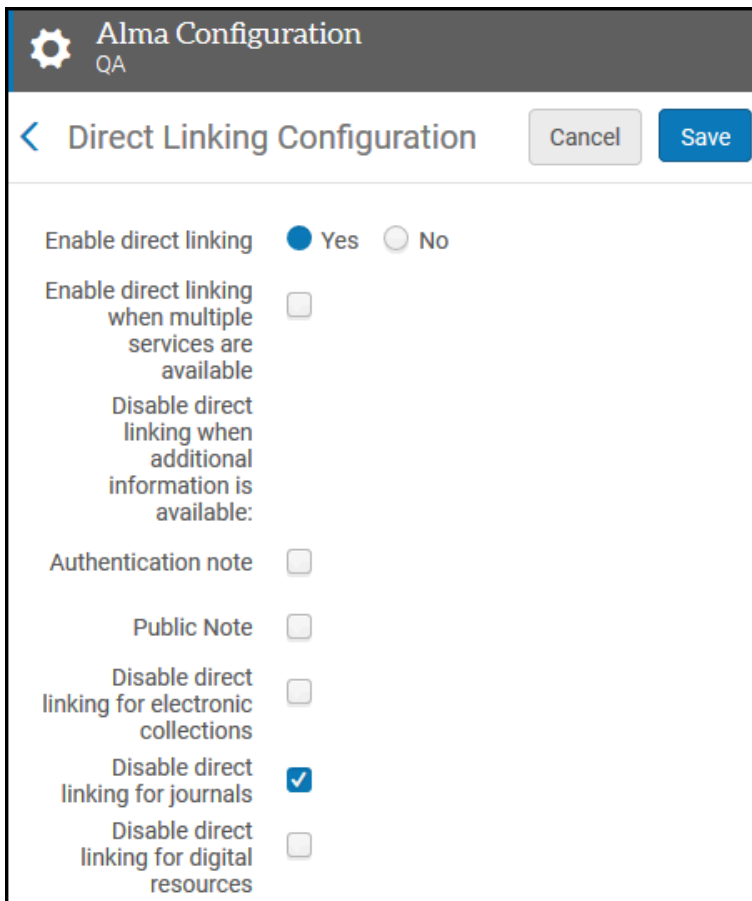 Alma Configuration
QA
Direct Linking Configuration
Cancel
Save
Enable direct linking
Yes
No
Enable direct linking
when multiple
services are
available
Disable direct
linking when
additional
information is
available:
Authentication note
Public Note
Disable direct
linking for electronic
collections
Disable direct
linking for journals
Disable direct
linking for digital
resources